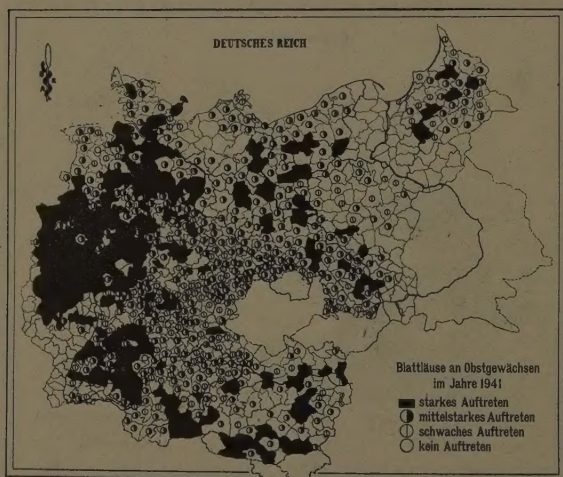 DEUTSCHES REICH
Blattläuse an Obstgewächsen
im Jahre 1941
starkes Auftreten
mittelstarkes Auftreten
schwaches Auftreten
kein Auftreten